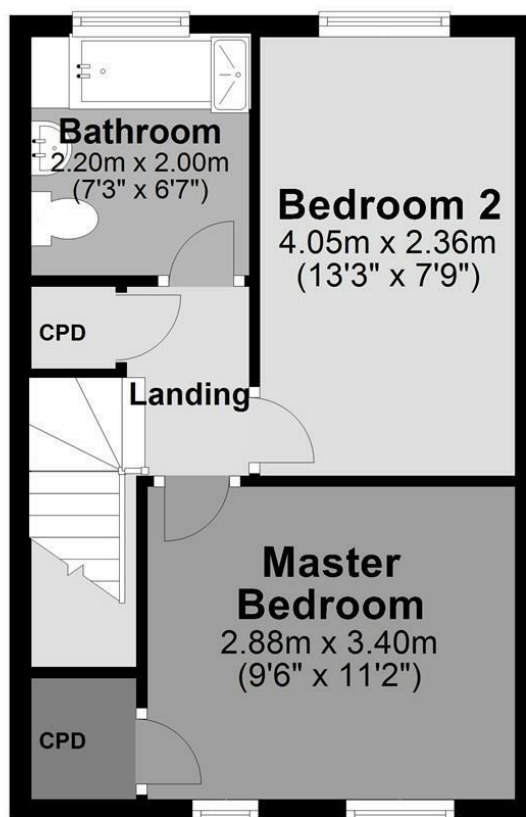 Bathroom
2.20m x 2.00m
(7'3" x 6'7")
Bedroom 2
4.05m x 2.36m
(13'3" x 7'9")
CPD
Landing
Master
Bedroom
2.88m x 3.40m
(9'6" x 11'2")
CPD